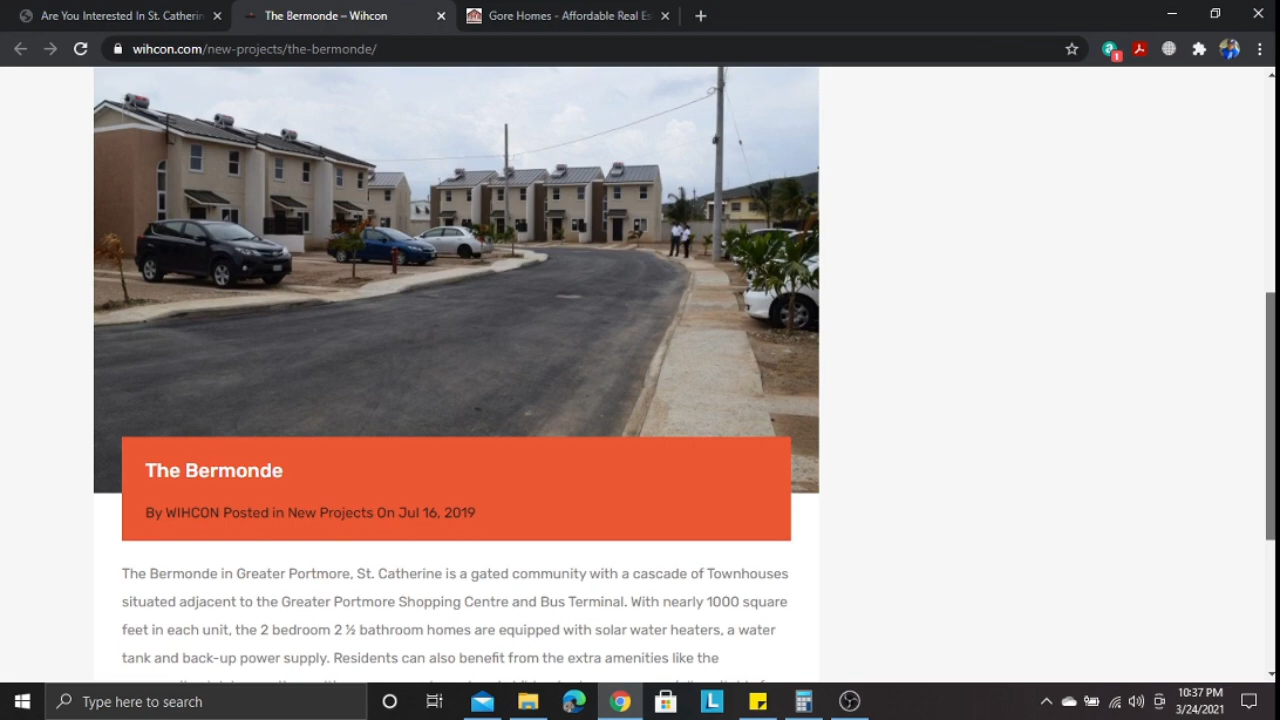 Are You Interested In St. Catherin
The Bermonde – Wihcon
Gore Homes - Affordable Real Es
wihcon.com/new-projects/the-bermonde/
1
The Bermonde
By WIHCON Posted in New Projects On Jul 16, 2019
The Bermonde in Greater Portmore, St. Catherine is a gated community with a cascade of Townhouses
situated adjacent to the Greater Portmore Shopping Centre and Bus Terminal. With nearly 1000 square
feet in each unit, the 2 bedroom 2 ½ bathroom homes are equipped with solar water heaters, a water
tank and back-up power supply. Residents can also benefit from the extra amenities like the
Type here to search
L
10:37 PM
3/24/2021